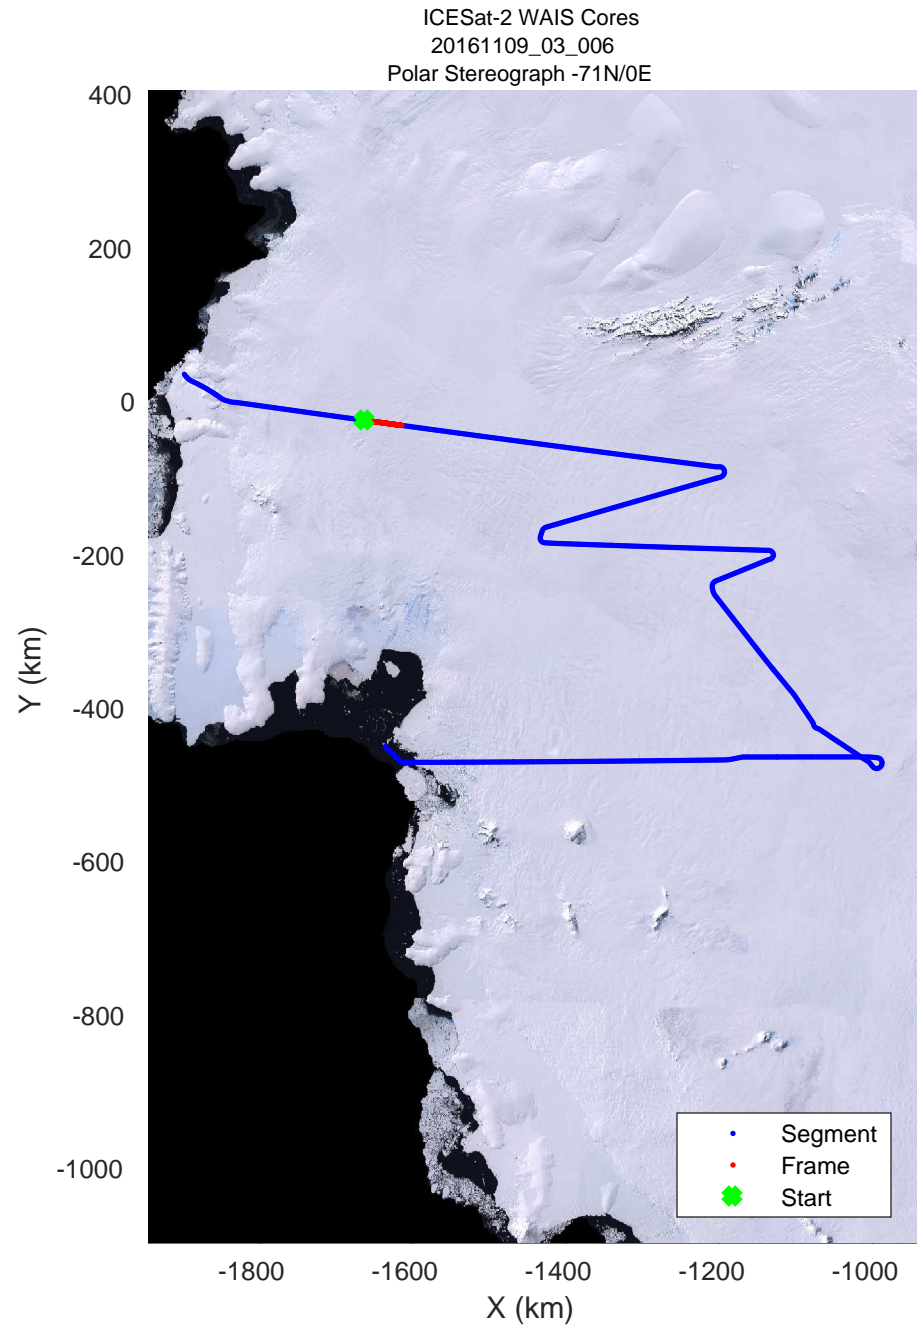 ICESat-2 WAIS Cores
20161109_03_006
Polar Stereograph -71N/0E
400
200
0
-200
-400
-600
-800
-1000
Y (km)
-1800
-1600
-1400
-1200
-1000
X (km)
Segment
Frame
Start